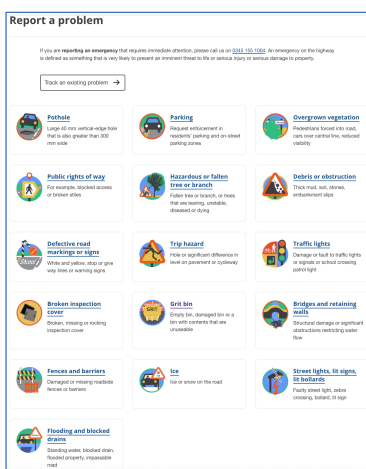 Report a problem
If you are reporting an emergency that requires immediate attention, please call us on 0345 155 1004. An emergency on the highway
is defined as something that is very likely to present an imminent threat to life or serious injury or serious damage to property.
Track an existing problem →
Pothole
Large 40 mm vertical-edge hole
that is also greater than 300
mm wide
Parking
Request enforcement in
residents' parking and on-street
parking zones
Overgrown vegetation
Pedestrians forced into road,
cars over central line, reduced
visibility
Public rights of way
For example, blocked access
or broken stiles
Hazardous or fallen
tree or branch
Fallen tree or branch, or trees
that are leaning, unstable,
diseased or dying
Debris or obstruction
Thick mud, soil, stones,
embankment slips
Defective road
markings or signs
White and yellow, stop or give
way lines or warning signs
Trip hazard
Hole or significant difference in
level on pavement or cycleway
Traffic lights
Damage or fault to traffic lights
or signals or school crossing
patrol light
Broken inspection
cover
Broken, missing or rocking
inspection cover
GRIT
Grit bin
Empty bin, damaged bin or a
bin with contents that are
unuseable
Bridges and retaining
walls
Structural damage or significant
obstructions restricting water
flow
Fences and barriers
Damaged or missing roadside
fences or barriers
Ice
Ice or snow on the road
Street lights, lit signs,
lit bollards
Faulty street light, zebra
crossing, bollard, lit sign
Flooding and blocked
drains
Standing water, blocked drain,
flooded property, impassable
road